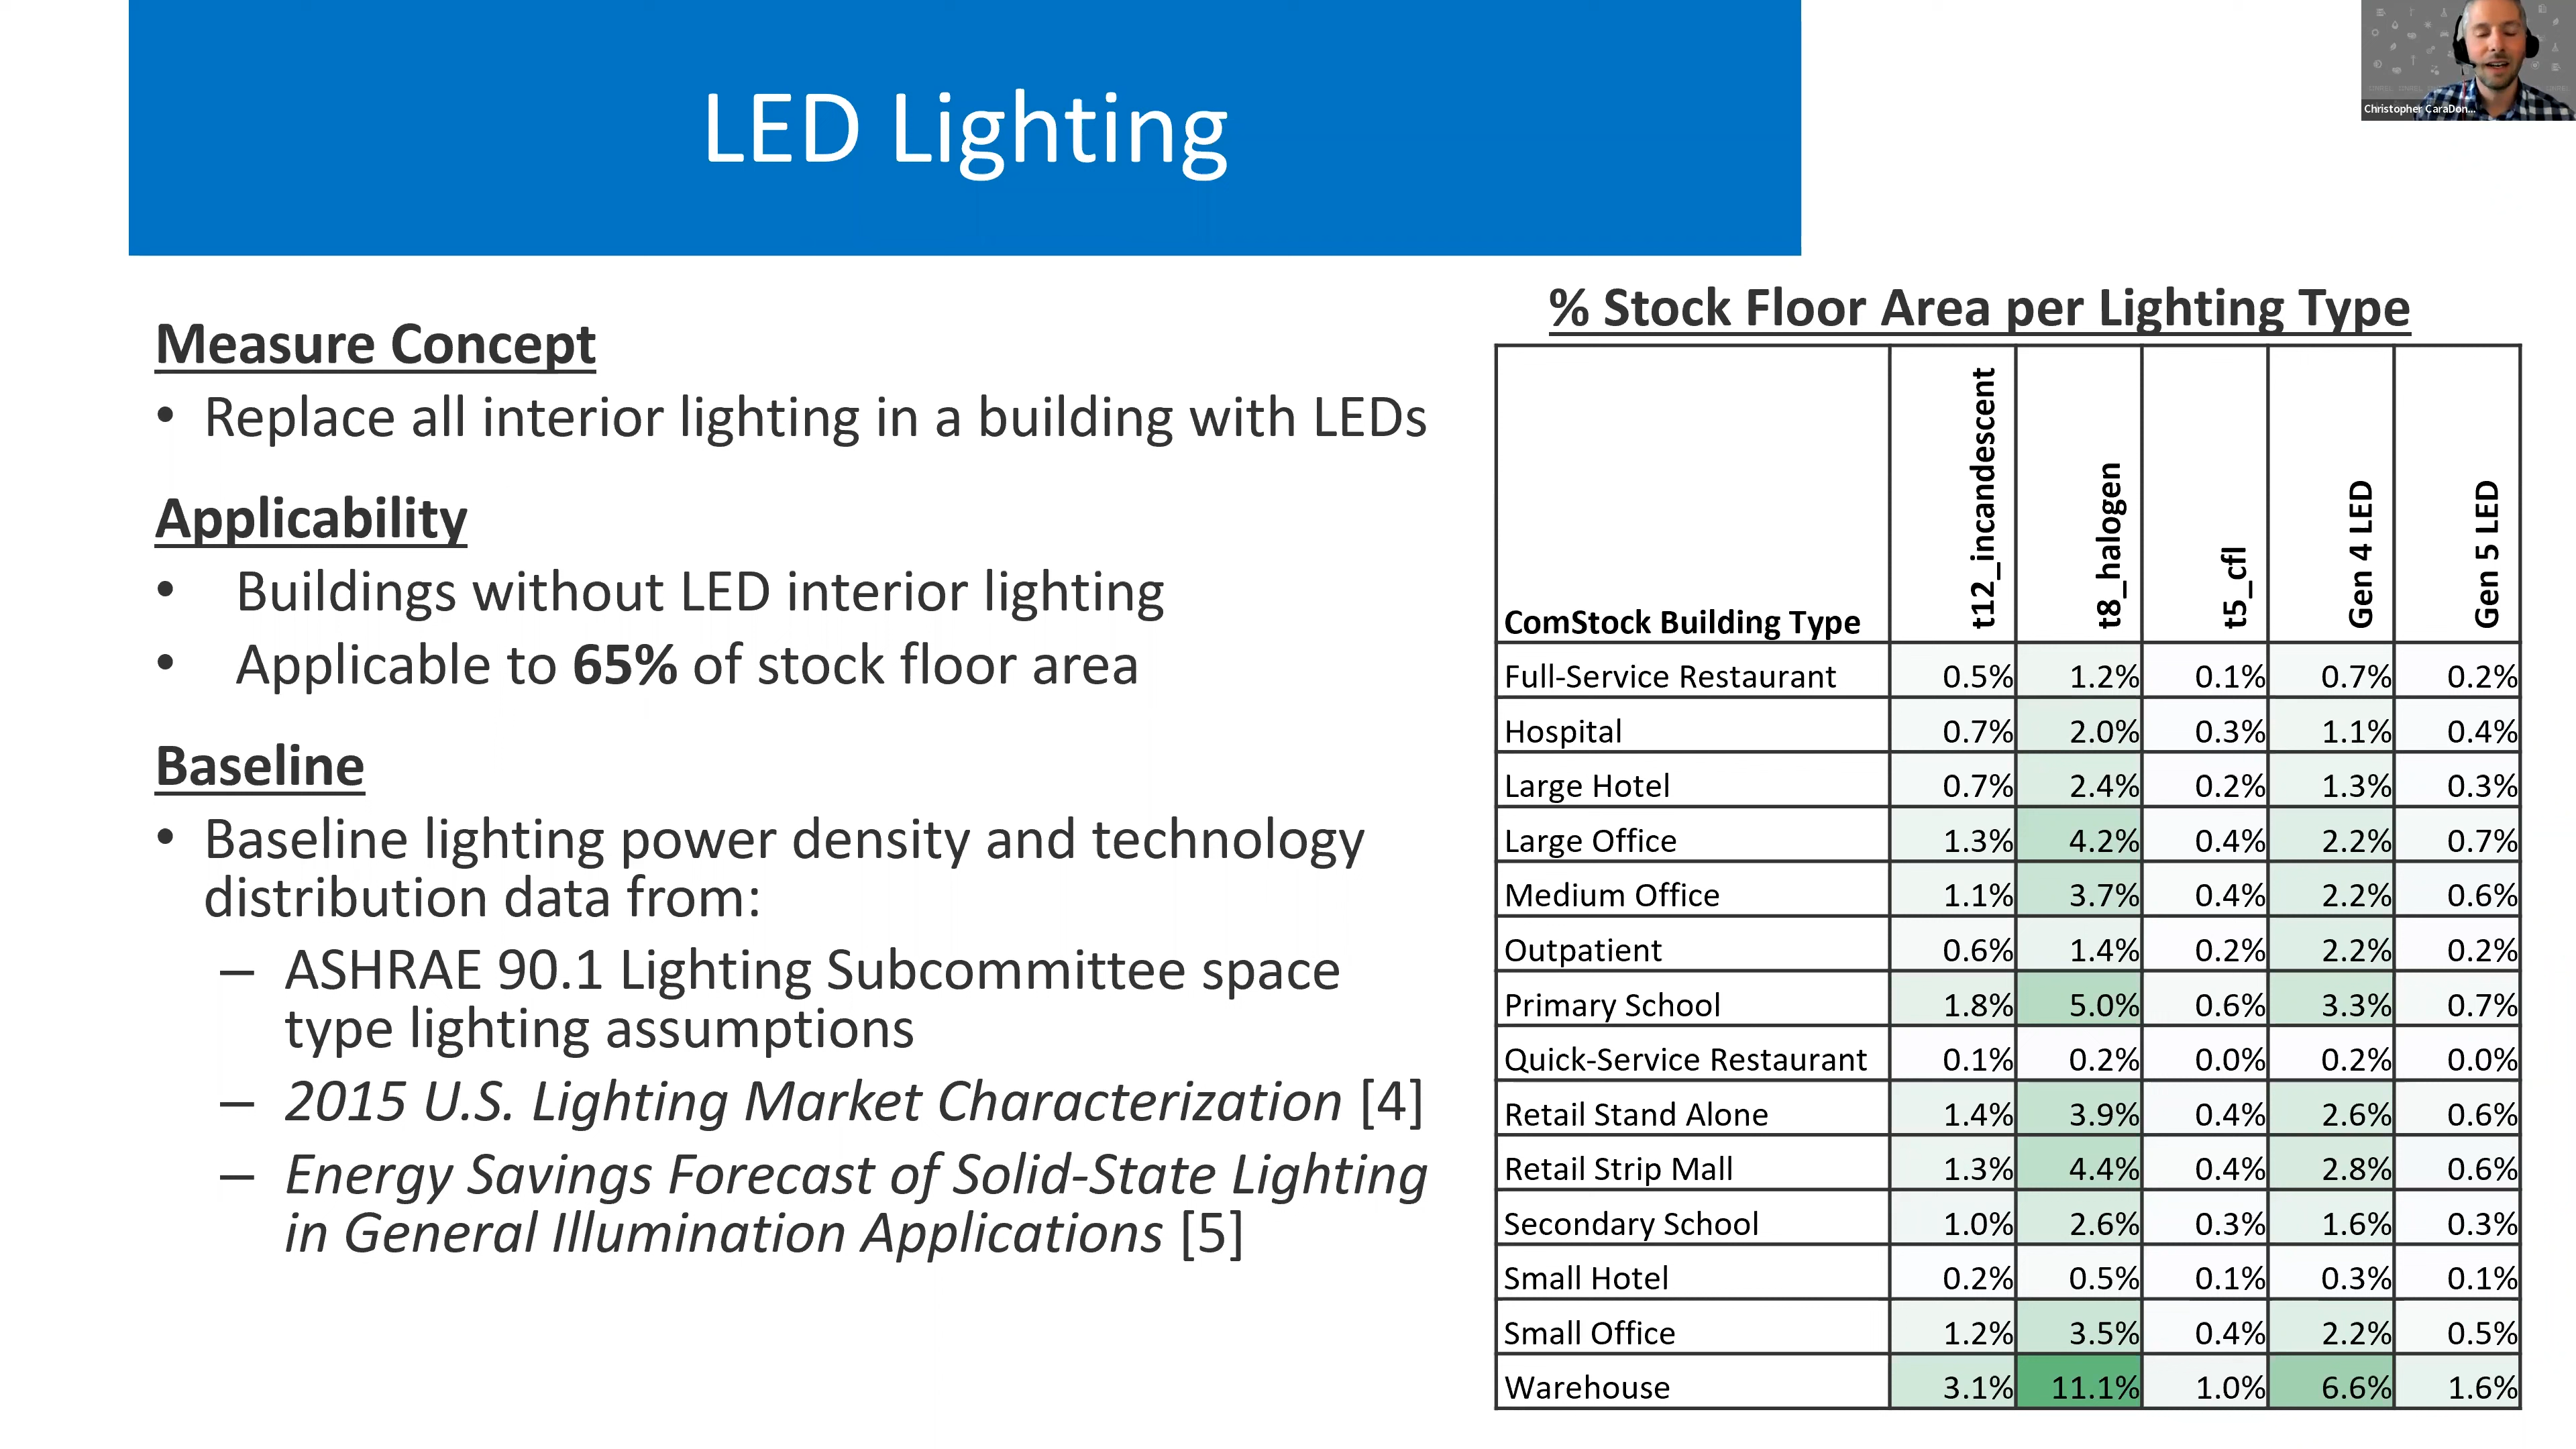 LED Lighting
Christopher CaraDon...
Measure Concept
• Replace all interior lighting in a building with LEDs
Applicability
• Buildings without LED interior lighting
• Applicable to 65% of stock floor area
Baseline
• Baseline lighting power density and technology
distribution data from:
– ASHRAE 90.1 Lighting Subcommittee space
type lighting assumptions
– 2015 U.S. Lighting Market Characterization [4]
– Energy Savings Forecast of Solid-State Lighting
in General Illumination Applications [5]
% Stock Floor Area per Lighting Type
ComStock Building Type t12_incandescent t8_halogen t5_cfl Gen 4 LED Gen 5 LED
Full-Service Restaurant 0.5% 1.2% 0.1% 0.7% 0.2%
Hospital 0.7% 2.0% 0.3% 1.1% 0.4%
Large Hotel 0.7% 2.4% 0.2% 1.3% 0.3%
Large Office 1.3% 4.2% 0.4% 2.2% 0.7%
Medium Office 1.1% 3.7% 0.4% 2.2% 0.6%
Outpatient 0.6% 1.4% 0.2% 2.2% 0.2%
Primary School 1.8% 5.0% 0.6% 3.3% 0.7%
Quick-Service Restaurant 0.1% 0.2% 0.0% 0.2% 0.0%
Retail Stand Alone 1.4% 3.9% 0.4% 2.6% 0.6%
Retail Strip Mall 1.3% 4.4% 0.4% 2.8% 0.6%
Secondary School 1.0% 2.6% 0.3% 1.6% 0.3%
Small Hotel 0.2% 0.5% 0.1% 0.3% 0.1%
Small Office 1.2% 3.5% 0.4% 2.2% 0.5%
Warehouse 3.1% 11.1% 1.0% 6.6% 1.6%